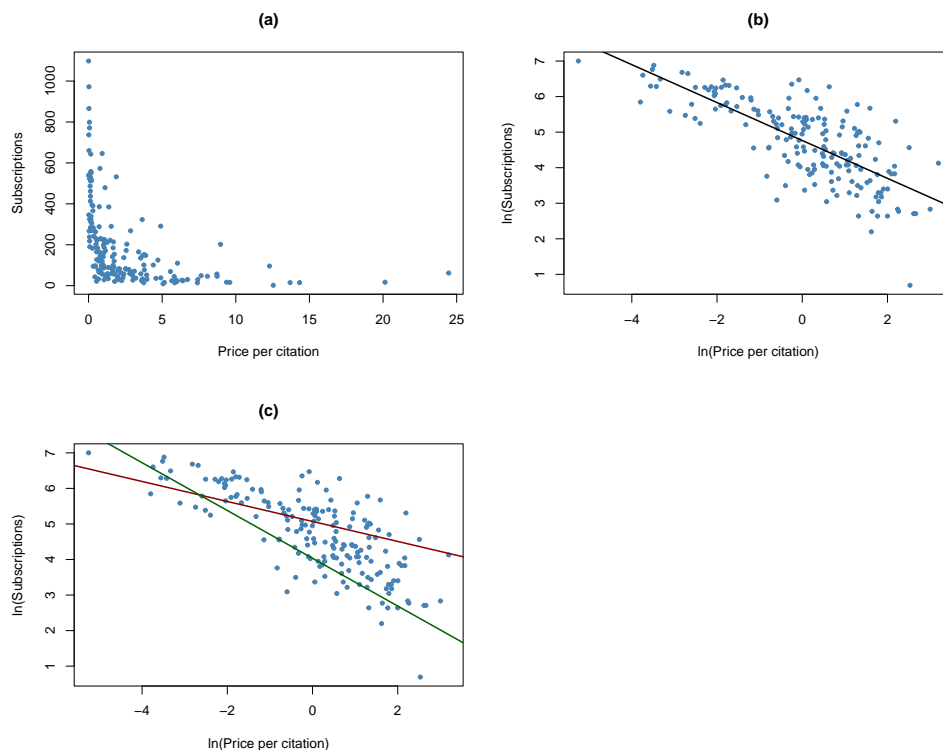 (a)
Subscriptions
1000
800
600
400
200
0
0 5 10 15 20 25
Price per citation
(b)
ln(Subscriptions)
7
6
5
4
3
2
1
−4 −2 0 2
ln(Price per citation)
(c)
ln(Subscriptions)
7
6
5
4
3
2
1
−4 −2 0 2
ln(Price per citation)